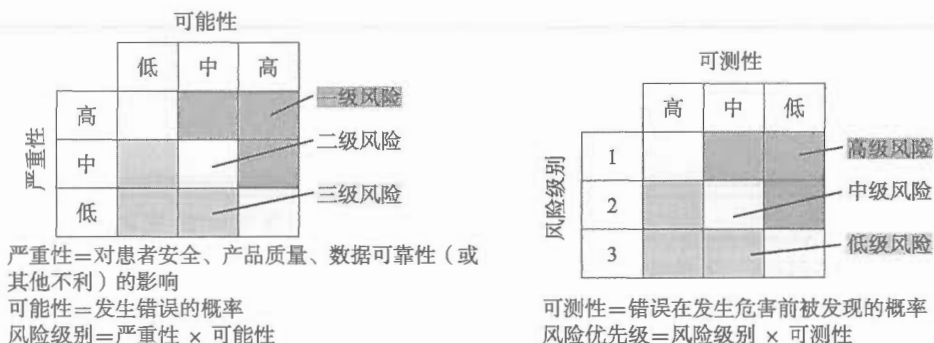 可能性
低 中 高
严重性
高
中
低
一级风险
二级风险
三级风险
严重性＝对患者安全、产品质量、数据可靠性（或
其他不利）的影响
可能性＝发生错误的概率
风险级别＝严重性 × 可能性
可测性
高 中 低
风险级别
1
2
3
高级风险
中级风险
低级风险
可测性＝错误在发生危害前被发现的概率
风险优先级＝风险级别 × 可测性